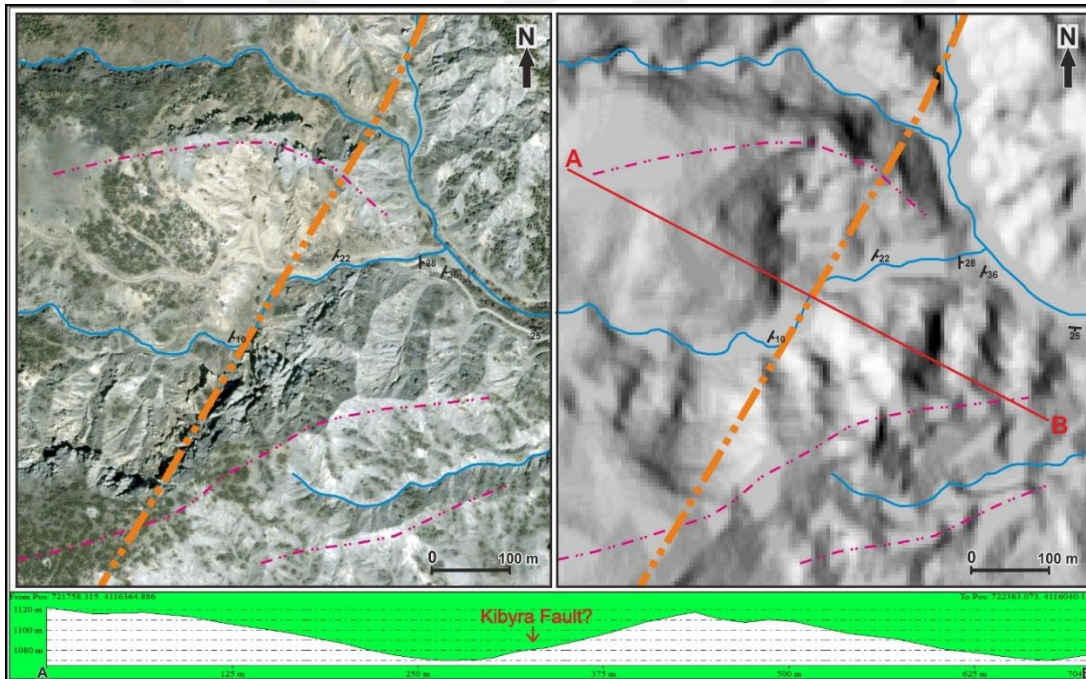 N
22
28
36
10
25
0 100 m
N
A
22
28
36
10
25
B
0 100 m
From Pos: 721758.315, 4116364.886 To Pos: 722383.073, 4116040.1
1120 m
1100 m
1080 m
Kibyra Fault?
A
125 m 250 m 375 m 500 m 625 m 704